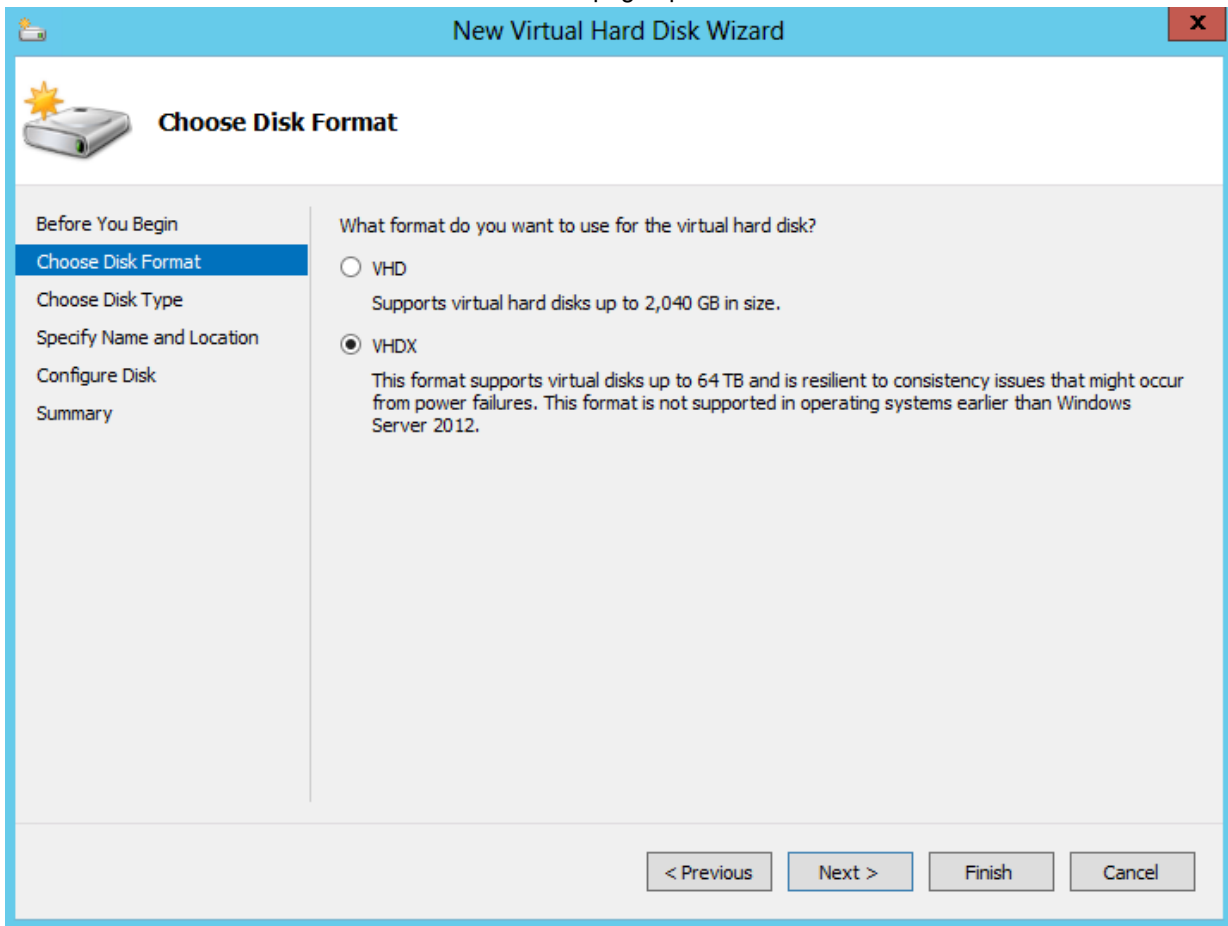 New Virtual Hard Disk Wizard
x
Choose Disk Format
Before You Begin
Choose Disk Format
Choose Disk Type
Specify Name and Location
Configure Disk
Summary
What format do you want to use for the virtual hard disk?
VHD
Supports virtual hard disks up to 2,040 GB in size.
VHDX
This format supports virtual disks up to 64 TB and is resilient to consistency issues that might occur
from power failures. This format is not supported in operating systems earlier than Windows
Server 2012.
< Previous
Next >
Finish
Cancel